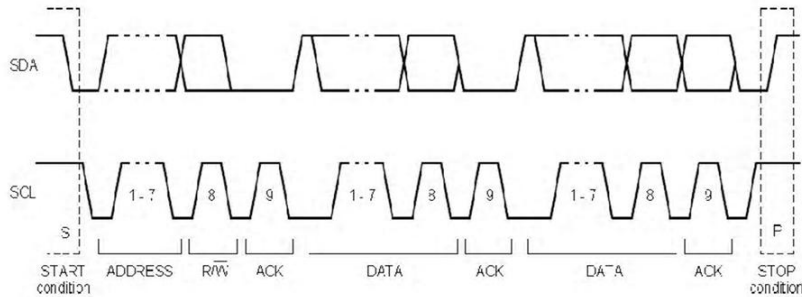 SDA
SCL
1 - 7 8 9 1 - 7 8 9 1 - 7 8 9
S P
START condition ADDRESS R/W ACK DATA ACK DATA ACK STOP condition